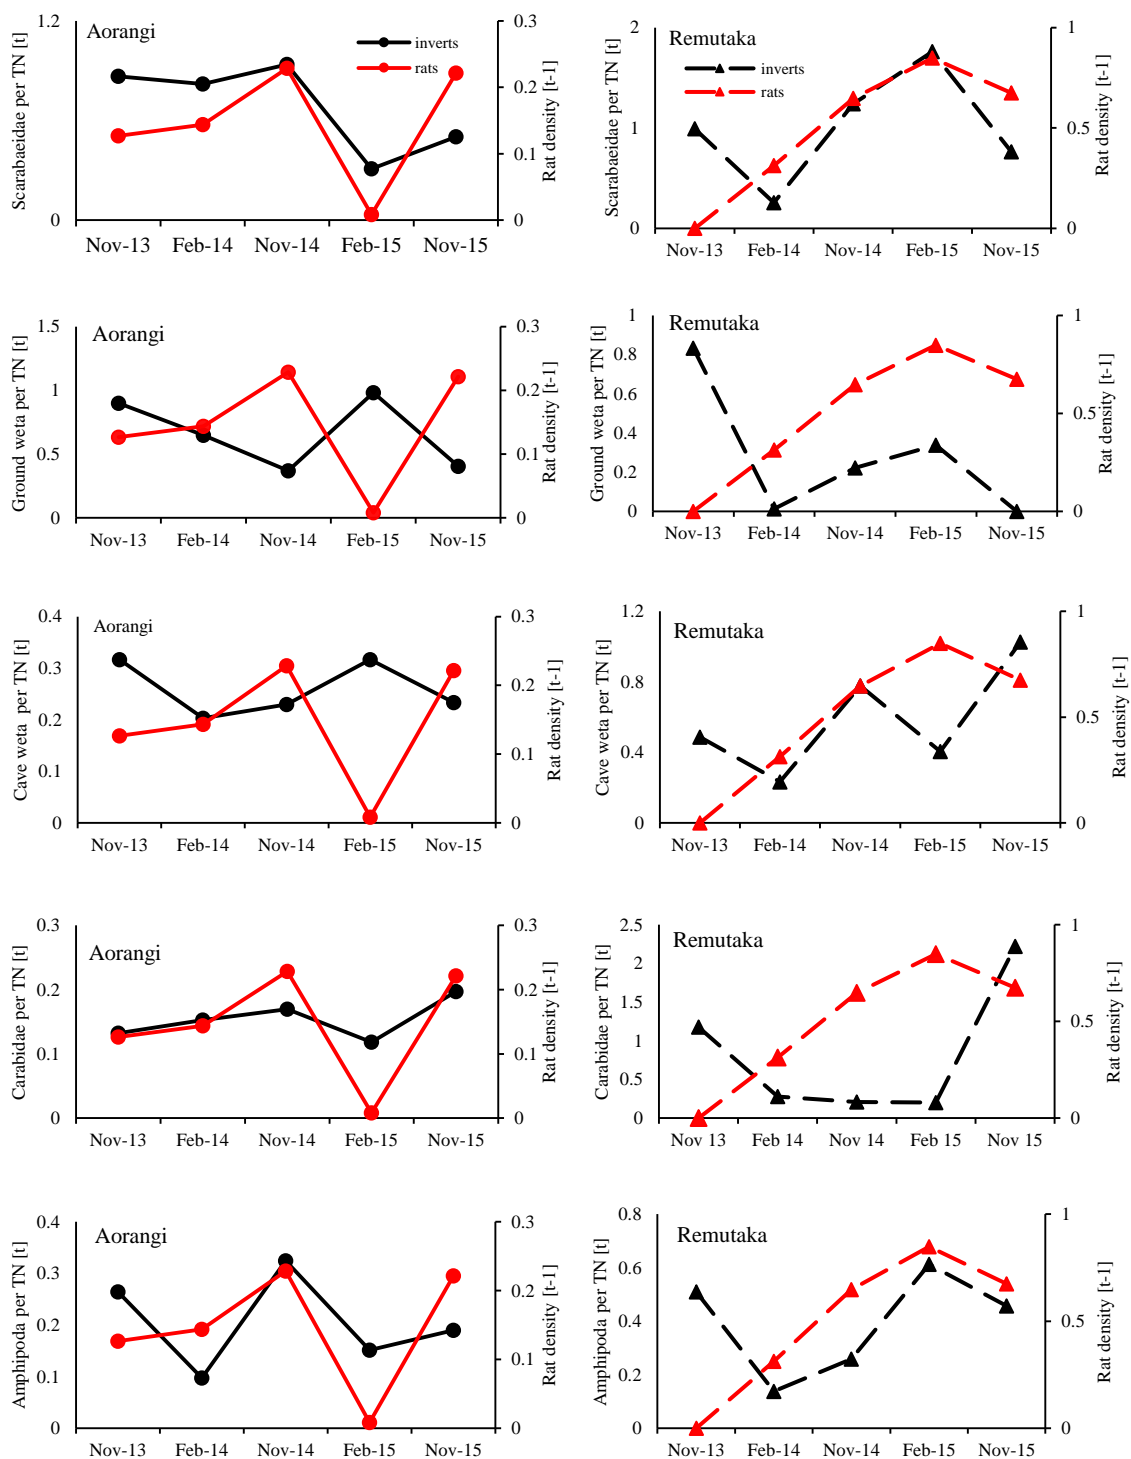 Scarabaeidae per TN [t]
1.2
0
Aorangi
inverts
rats
0.3
0.2
0.1
0
Rat density [t-1]
Nov-13 Feb-14 Nov-14 Feb-15 Nov-15
Scarabaeidae per TN [t]
2
1
0
Remutaka
inverts
rats
1
0.5
0
Rat density [t-1]
Nov-13 Feb-14 Nov-14 Feb-15 Nov-15
Ground weta per TN [t]
1.5
1
0.5
0
Aorangi
0.3
0.2
0.1
0
Rat density [t-1]
Nov-13 Feb-14 Nov-14 Feb-15 Nov-15
Ground weta per TN [t]
1
0.8
0.6
0.4
0.2
0
Remutaka
1
0.5
0
Rat density [t-1]
Nov-13 Feb-14 Nov-14 Feb-15 Nov-15
Cave weta  per TN [t]
0.4
0.3
0.2
0.1
0
Aorangi
0.3
0.2
0.1
0
Rat density [t-1]
Nov-13 Feb-14 Nov-14 Feb-15 Nov-15
Cave weta per TN [t]
1.2
0.8
0.4
0
Remutaka
1
0.5
0
Rat density [t-1]
Nov-13 Feb-14 Nov-14 Feb-15 Nov-15
Carabidae per TN [t]
0.3
0.2
0.1
0
Aorangi
0.3
0.2
0.1
0
Rat density [t-1]
Nov-13 Feb-14 Nov-14 Feb-15 Nov-15
Carabidae per TN [t]
2.5
2
1.5
1
0.5
0
Remutaka
1
0.5
0
Rat density [t-1]
Nov 13 Feb 14 Nov 14 Feb 15 Nov 15
Amphipoda per TN [t]
0.4
0.3
0.2
0.1
0
Aorangi
0.3
0.2
0.1
0
Rat density [t-1]
Nov-13 Feb-14 Nov-14 Feb-15 Nov-15
Amphipoda per TN [t]
0.8
0.6
0.4
0.2
0
Remutaka
1
0.5
0
Rat density [t-1]
Nov-13 Feb-14 Nov-14 Feb-15 Nov-15